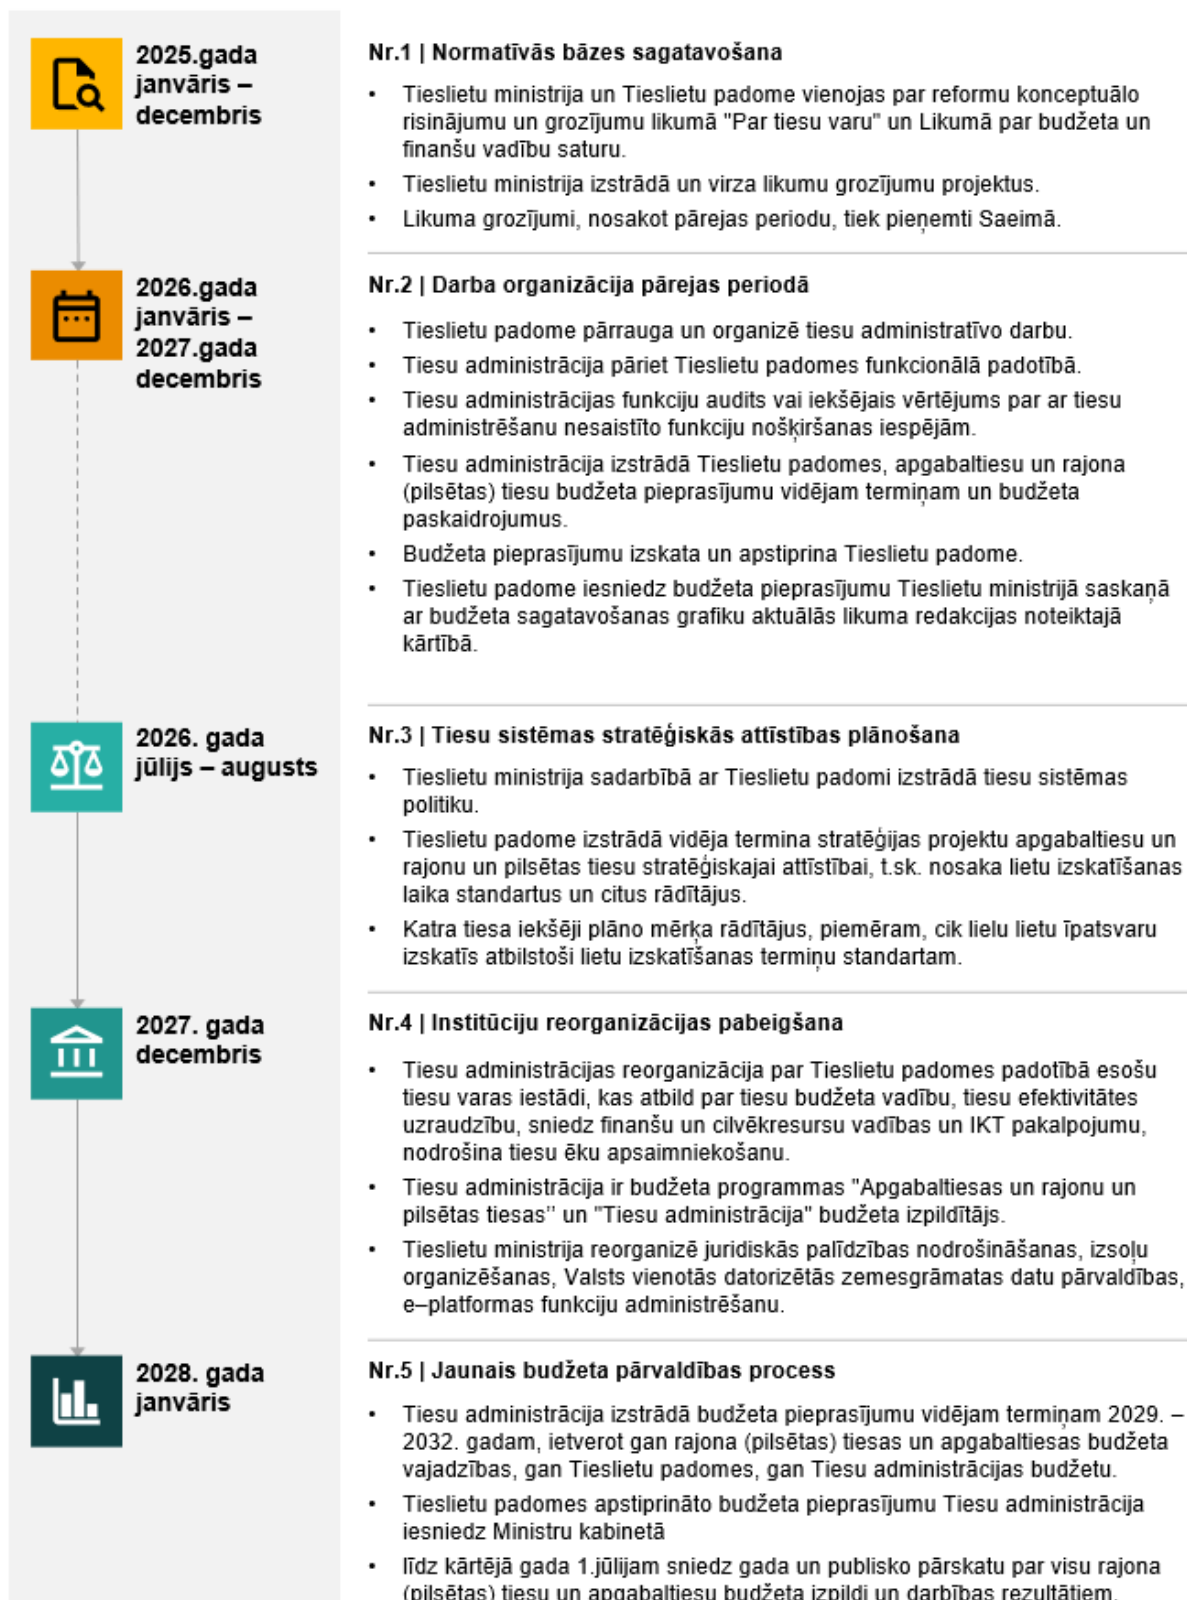 2025.gada
janvāris –
decembris
Nr.1 | Normatīvās bāzes sagatavošana
• Tieslietu ministrija un Tieslietu padome vienojas par reformu konceptuālo
risinājumu un grozījumu likumā "Par tiesu varu" un Likumā par budžeta un
finanšu vadību saturu.
• Tieslietu ministrija izstrādā un virza likumu grozījumu projektus.
• Likuma grozījumi, nosakot pārejas periodu, tiek pieņemti Saeimā.
2026.gada
janvāris –
2027.gada
decembris
Nr.2 | Darba organizācija pārejas periodā
• Tieslietu padome pārrauga un organizē tiesu administratīvo darbu.
• Tiesu administrācija pāriet Tieslietu padomes funkcionālā padotībā.
• Tiesu administrācijas funkciju audits vai iekšējais vērtējums par ar tiesu
administrēšanu nesaistīto funkciju nošķiršanas iespējām.
• Tiesu administrācija izstrādā Tieslietu padomes, apgabaltiesu un rajona
(pilsētas) tiesu budžeta pieprasījumu vidējam termiņam un budžeta
paskaidrojumus.
• Budžeta pieprasījumu izskata un apstiprina Tieslietu padome.
• Tieslietu padome iesniedz budžeta pieprasījumu Tieslietu ministrijā saskaņā
ar budžeta sagatavošanas grafiku aktuālās likuma redakcijas noteiktajā
kārtībā.
2026. gada
jūlijs – augusts
Nr.3 | Tiesu sistēmas stratēģiskās attīstības plānošana
• Tieslietu ministrija sadarbībā ar Tieslietu padomi izstrādā tiesu sistēmas
politiku.
• Tieslietu padome izstrādā vidēja termina stratēģijas projektu apgabaltiesu un
rajonu un pilsētas tiesu stratēģiskajai attīstībai, t.sk. nosaka lietu izskatīšanas
laika standartus un citus rādītājus.
• Katra tiesa iekšēji plāno mērķa rādītājus, piemēram, cik lielu lietu īpatsvaru
izskatīs atbilstoši lietu izskatīšanas termiņu standartam.
2027. gada
decembris
Nr.4 | Institūciju reorganizācijas pabeigšana
• Tiesu administrācijas reorganizācija par Tieslietu padomes padotībā esošu
tiesu varas iestādi, kas atbild par tiesu budžeta vadību, tiesu efektivitātes
uzraudzību, sniedz finanšu un cilvēkresursu vadības un IKT pakalpojumu,
nodrošina tiesu ēku apsaimniekošanu.
• Tiesu administrācija ir budžeta programmas "Apgabaltiesas un rajonu un
pilsētas tiesas'' un "Tiesu administrācija" budžeta izpildītājs.
• Tieslietu ministrija reorganizē juridiskās palīdzības nodrošināšanas, izsoļu
organizēšanas, Valsts vienotās datorizētās zemesgrāmatas datu pārvaldības,
e–platformas funkciju administrēšanu.
2028. gada
janvāris
Nr.5 | Jaunais budžeta pārvaldības process
• Tiesu administrācija izstrādā budžeta pieprasījumu vidējam termiņam 2029. –
2032. gadam, ietverot gan rajona (pilsētas) tiesas un apgabaltiesas budžeta
vajadzības, gan Tieslietu padomes, gan Tiesu administrācijas budžetu.
• Tieslietu padomes apstiprināto budžeta pieprasījumu Tiesu administrācija
iesniedz Ministru kabinetā
• līdz kārtējā gada 1.jūlijam sniedz gada un publisko pārskatu par visu rajona
(pilsētas) tiesu un apgabaltiesu budžeta izpildi un darbības rezultātiem.